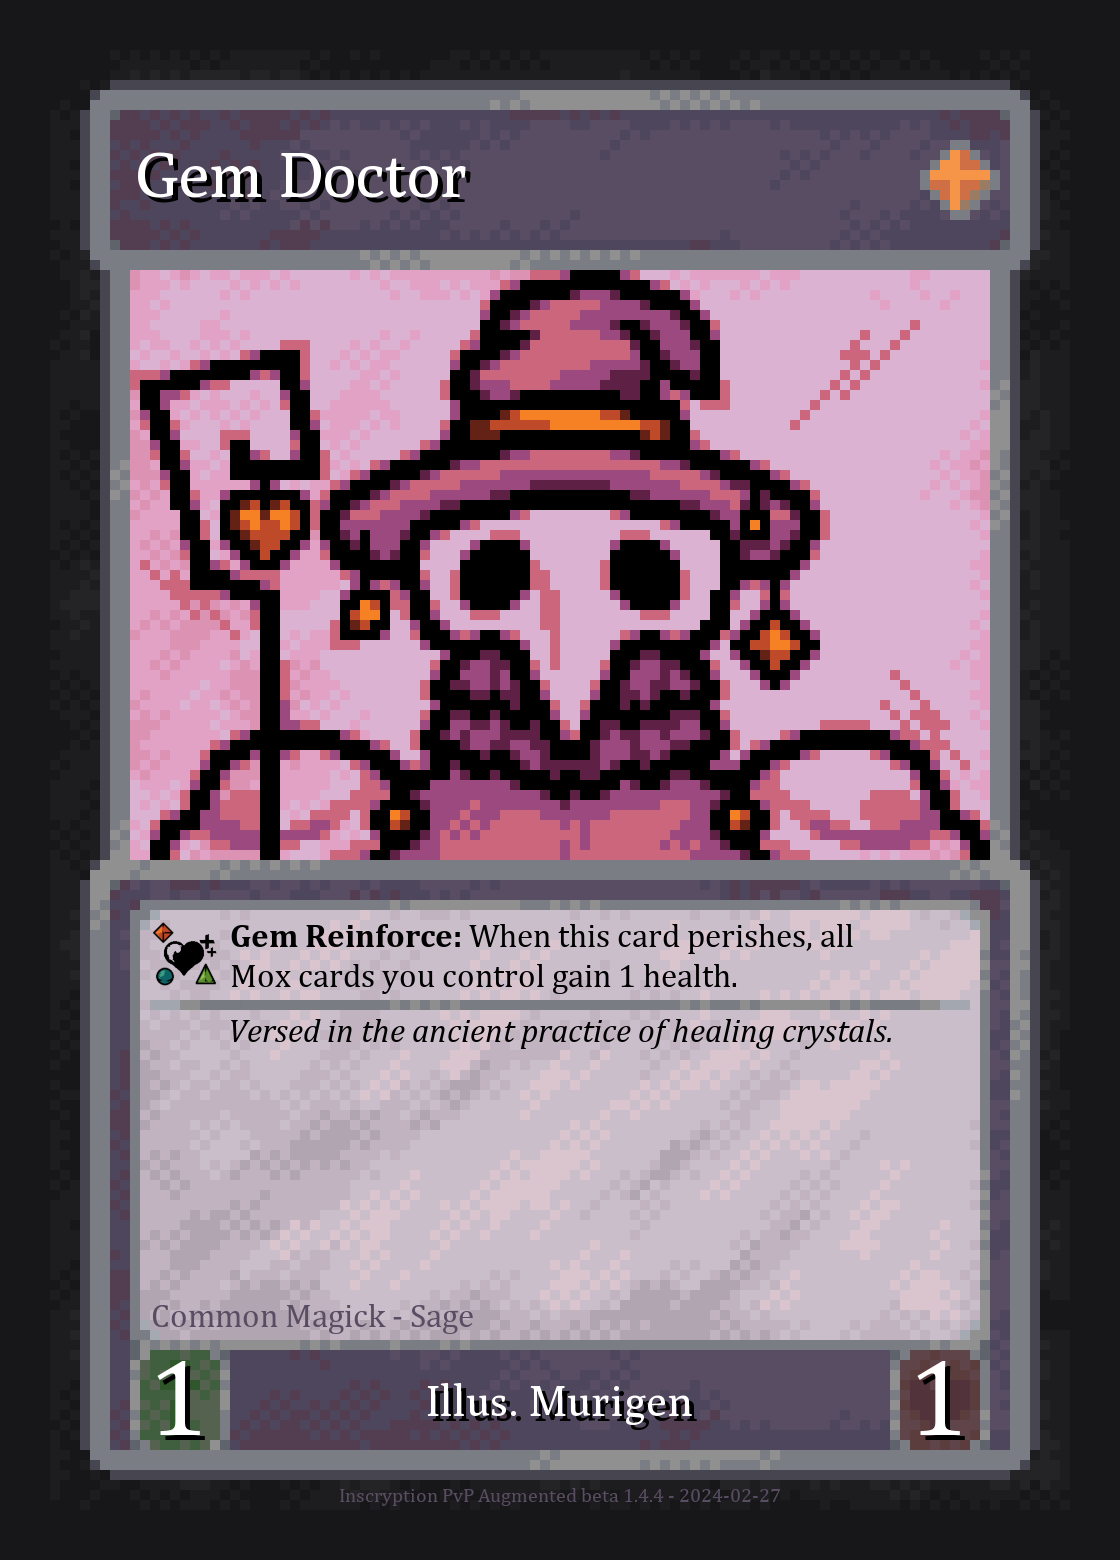 Gem Doctor
Gem Reinforce: When this card perishes, all
Mox cards you control gain 1 health.
Versed in the ancient practice of healing crystals.
Common Magick - Sage
1
Illus. Murigen
1
Inscryption PvP Augmented beta 1.4.4 - 2024-02-27